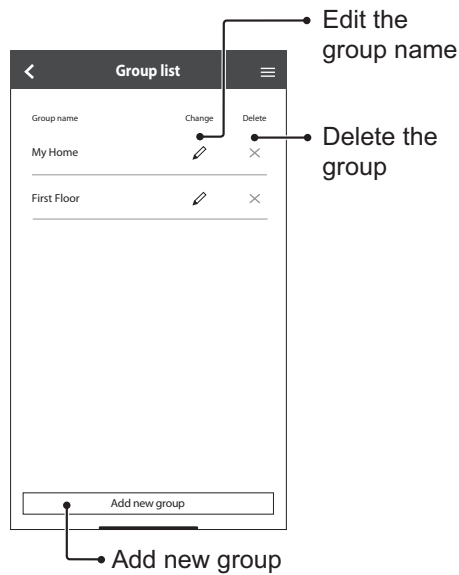 Edit the
group name
Group list
Group name Change Delete
Delete the
group
My Home
First Floor
Add new group
Add new group